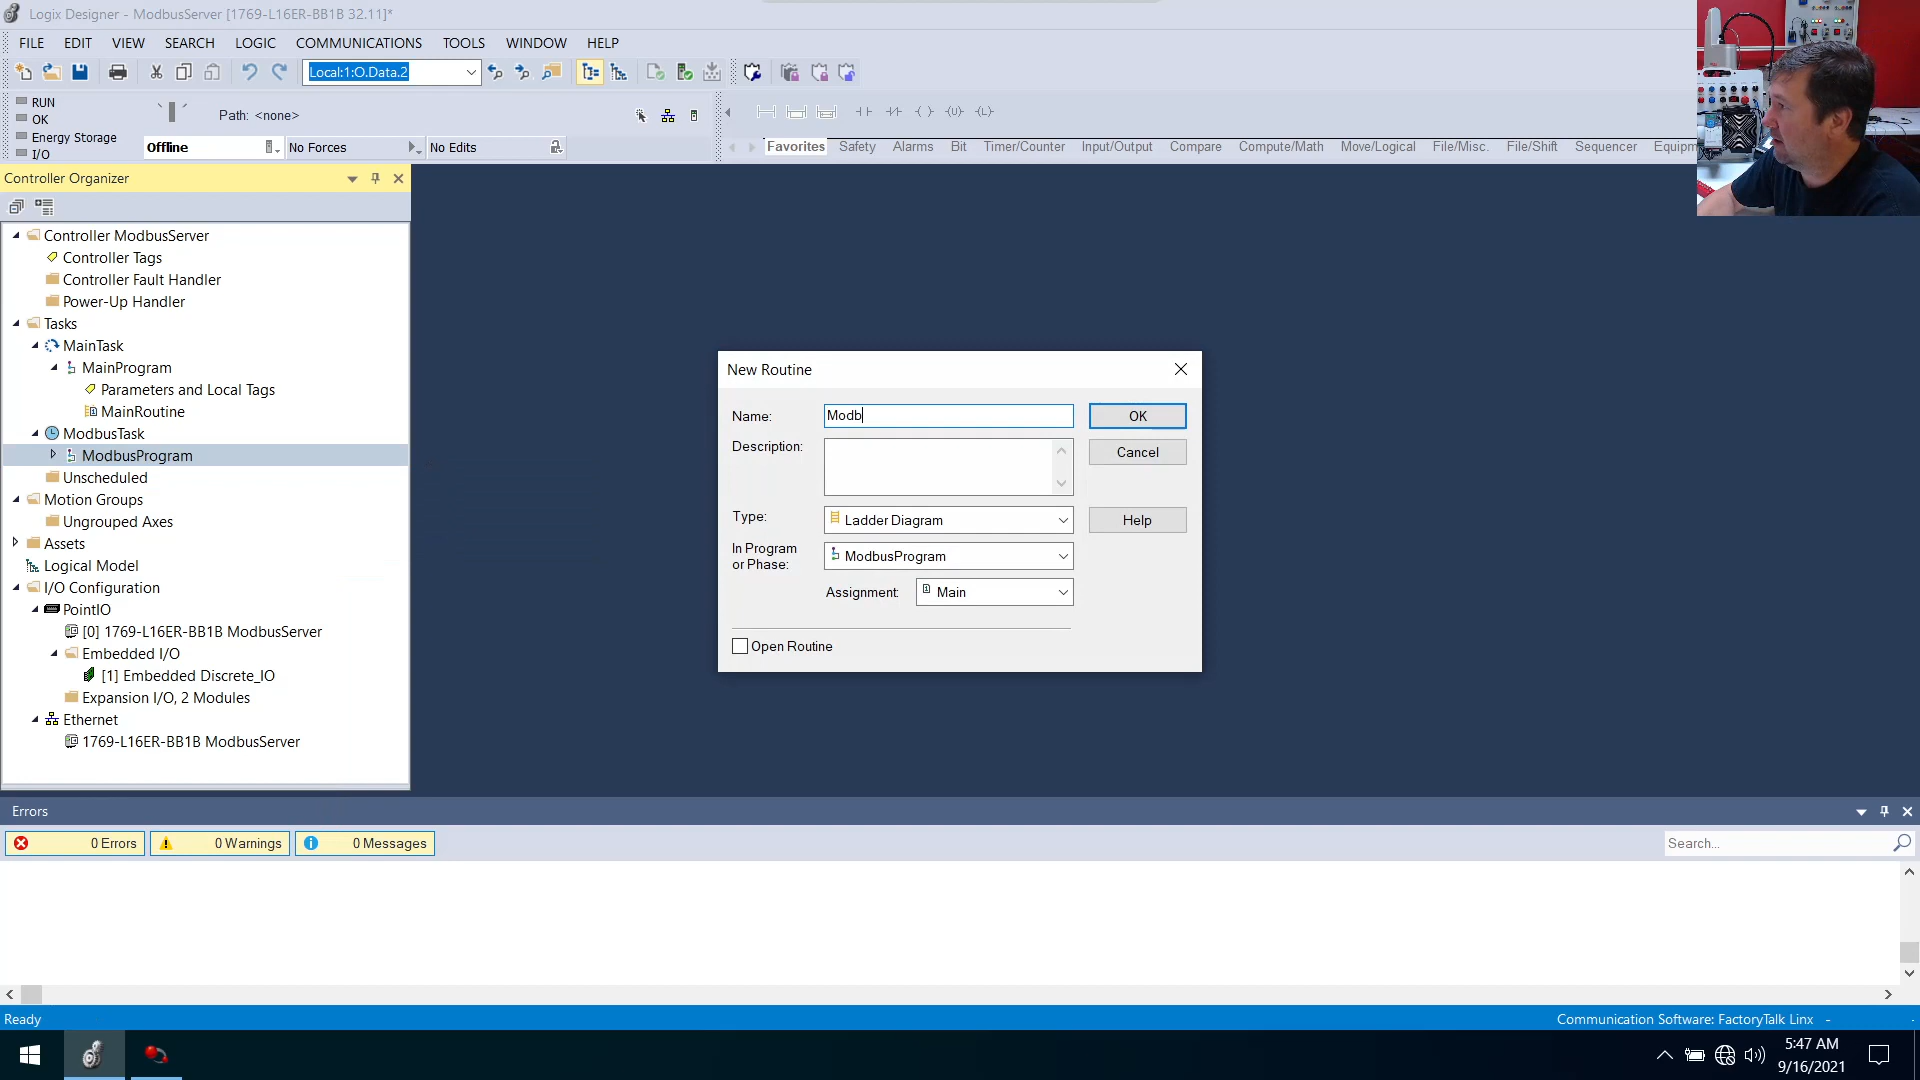 Logix Designer - ModbusServer [1769-L16ER-BB1B 32.11]*
FILE EDIT VIEW SEARCH LOGIC COMMUNICATIONS TOOLS WINDOW HELP
Local:1:O.Data.2
RUN
OK
Energy Storage
I/O
Path: <none>
Offline No Forces No Edits
Favorites Safety Alarms Bit Timer/Counter Input/Output Compare Compute/Math Move/Logical File/Misc. File/Shift Sequencer Equipm
Controller Organizer
Controller ModbusServer
Controller Tags
Controller Fault Handler
Power-Up Handler
Tasks
MainTask
MainProgram
Parameters and Local Tags
MainRoutine
ModbusTask
ModbusProgram
Unscheduled
Motion Groups
Ungrouped Axes
Assets
Logical Model
I/O Configuration
PointIO
[0] 1769-L16ER-BB1B ModbusServer
Embedded I/O
[1] Embedded Discrete_IO
Expansion I/O, 2 Modules
Ethernet
1769-L16ER-BB1B ModbusServer
New Routine
Name: Modb OK
Description: Cancel
Type: Ladder Diagram Help
In Program
or Phase: ModbusProgram
Assignment: Main
Open Routine
Errors
0 Errors 0 Warnings 0 Messages Search...
Ready Communication Software: FactoryTalk Linx -
5:47 AM
9/16/2021